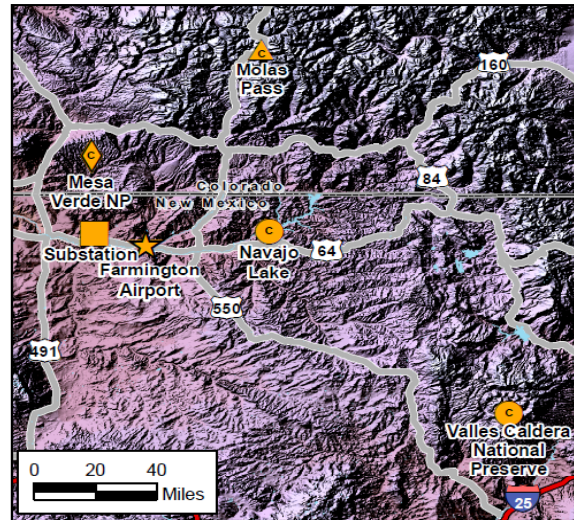 C
Molas
Pass
160
C
Mesa
Verde NP
Colorado
New Mexico
84
Substation
Farmington
Airport
C
Navajo
Lake
64
550
491
C
Valles Caldera
National
Preserve
0 20 40
Miles
25